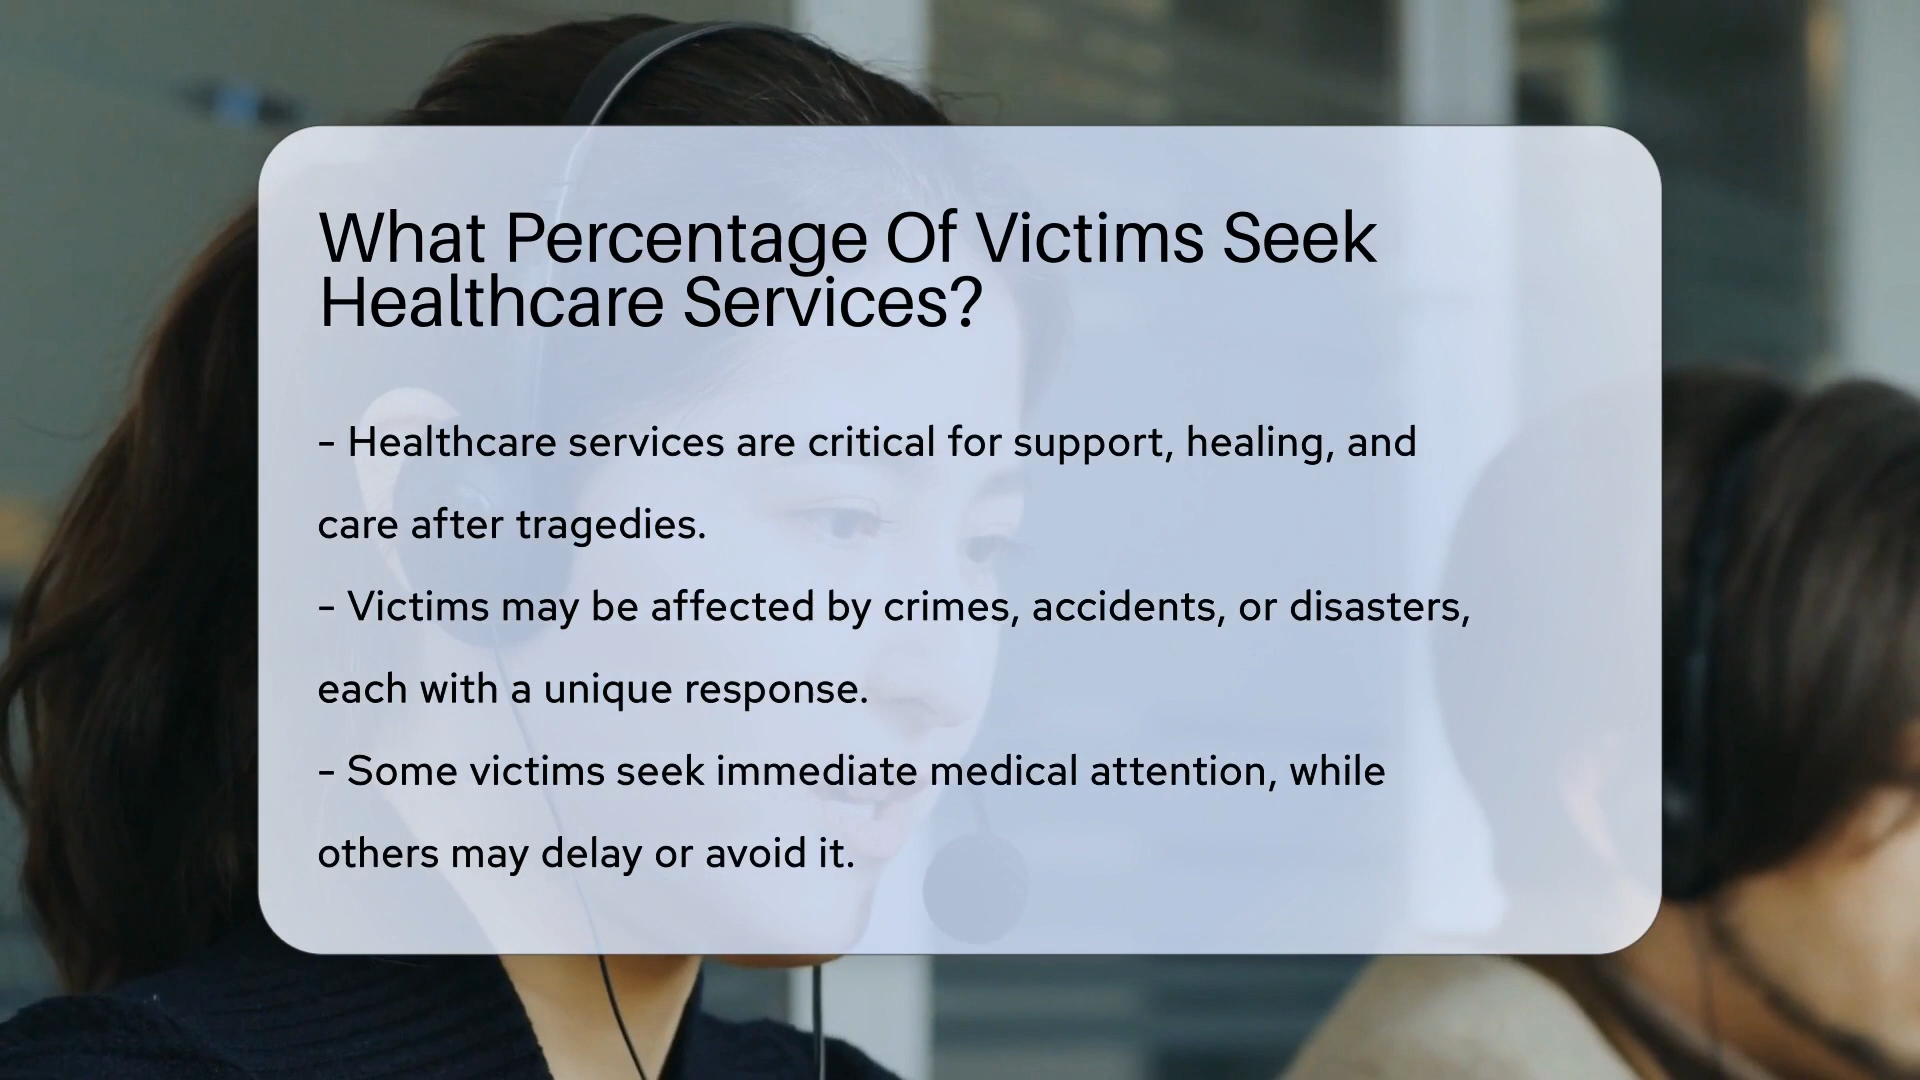 What Percentage Of Victims Seek
Healthcare Services?
- Healthcare services are critical for support, healing, and
care after tragedies.
- Victims may be affected by crimes, accidents, or disasters,
each with a unique response.
- Some victims seek immediate medical attention, while
others may delay or avoid it.